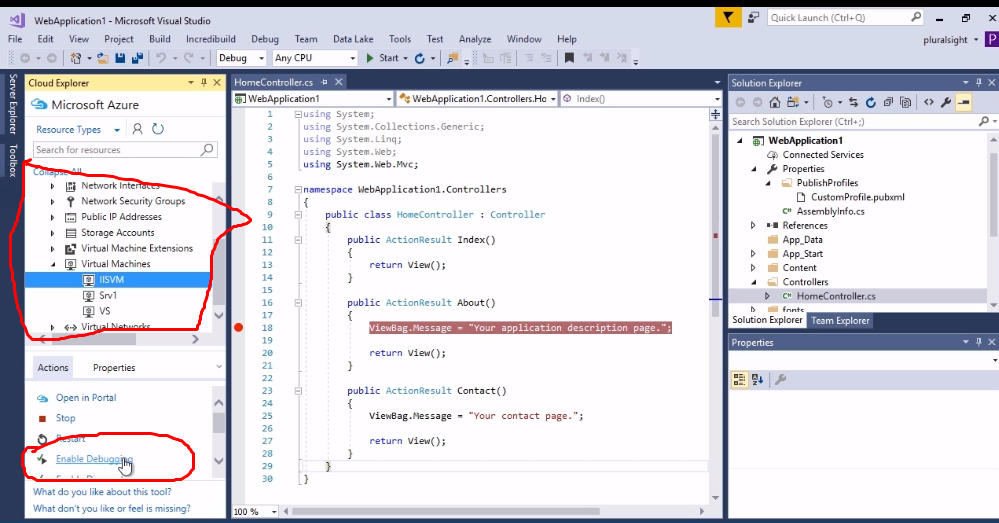 WebApplication1 - Microsoft Visual Studio
Quick Launch (Ctrl+Q)
File Edit View Project Build Incredibuild Debug Team Data Lake Tools Test Analyze Window Help
pluralsight
P
Debug Any CPU Start
Server Explorer
Toolbox
Cloud Explorer
Microsoft Azure
Resource Types
Search for resources
Collapse All
Network Interfaces
Network Security Groups
Public IP Addresses
Storage Accounts
Virtual Machine Extensions
Virtual Machines
IISVM
Srv1
VS
Virtual Networks
Actions Properties
Open in Portal
Stop
Restart
Enable Debugging
What do you like about this tool?
What don't you like or feel is missing?
HomeController.cs
WebApplication1 WebApplication1.Controllers.Ho Index()
1 using System;
2 using System.Collections.Generic;
3 using System.Linq;
4 using System.Web;
5 using System.Web.Mvc;
6
7 namespace WebApplication1.Controllers
8 {
9 public class HomeController : Controller
10 {
11 public ActionResult Index()
12 {
13 return View();
14 }
15
16 public ActionResult About()
17 {
18 ViewBag.Message = "Your application description page.";
19
20 return View();
21 }
22
23 public ActionResult Contact()
24 {
25 ViewBag.Message = "Your contact page.";
26
27 return View();
28 }
29 }
30 }
100 %
Solution Explorer
Search Solution Explorer (Ctrl+;)
WebApplication1
Connected Services
Properties
PublishProfiles
CustomProfile.pubxml
C# AssemblyInfo.cs
References
App_Data
App_Start
Content
Controllers
C# HomeController.cs
fonts
Solution Explorer Team Explorer
Properties